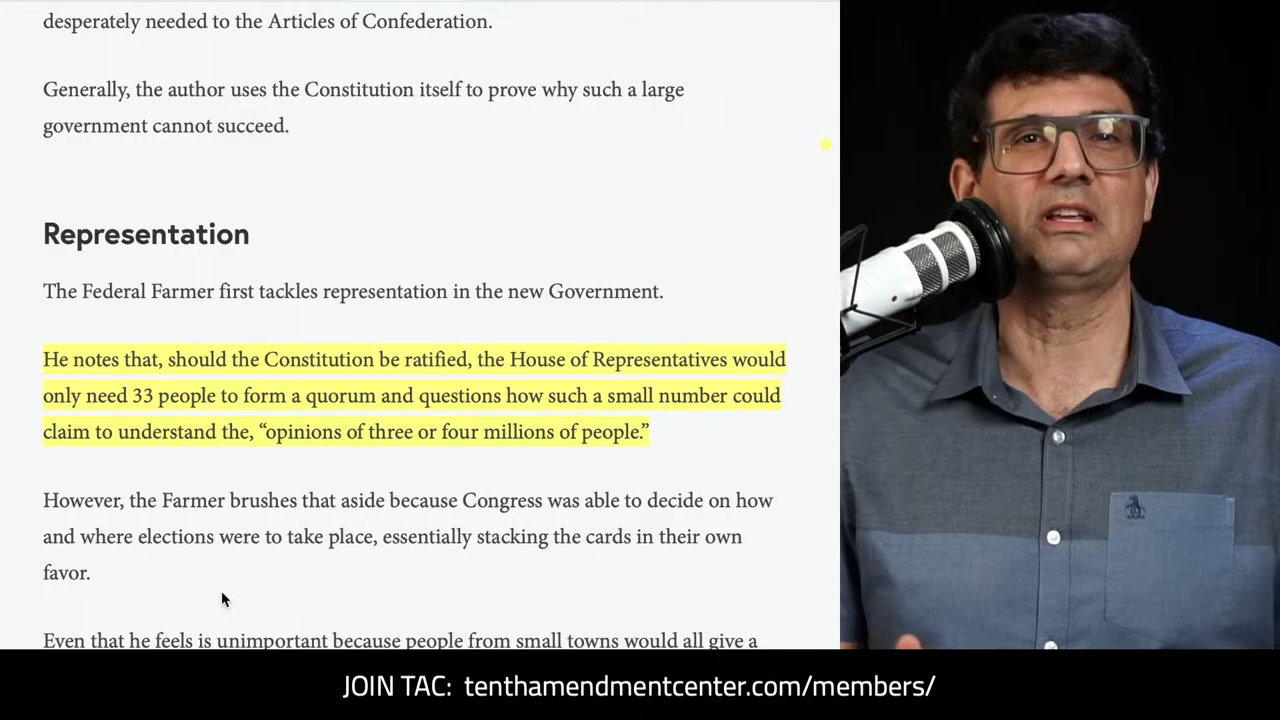 desperately needed to the Articles of Confederation.
Generally, the author uses the Constitution itself to prove why such a large
government cannot succeed.
Representation
The Federal Farmer first tackles representation in the new Government.
He notes that, should the Constitution be ratified, the House of Representatives would
only need 33 people to form a quorum and questions how such a small number could
claim to understand the, “opinions of three or four millions of people.”
However, the Farmer brushes that aside because Congress was able to decide on how
and where elections were to take place, essentially stacking the cards in their own
favor.
Even that he feels is unimportant because people from small towns would all give a
JOIN TAC: tenthamendmentcenter.com/members/